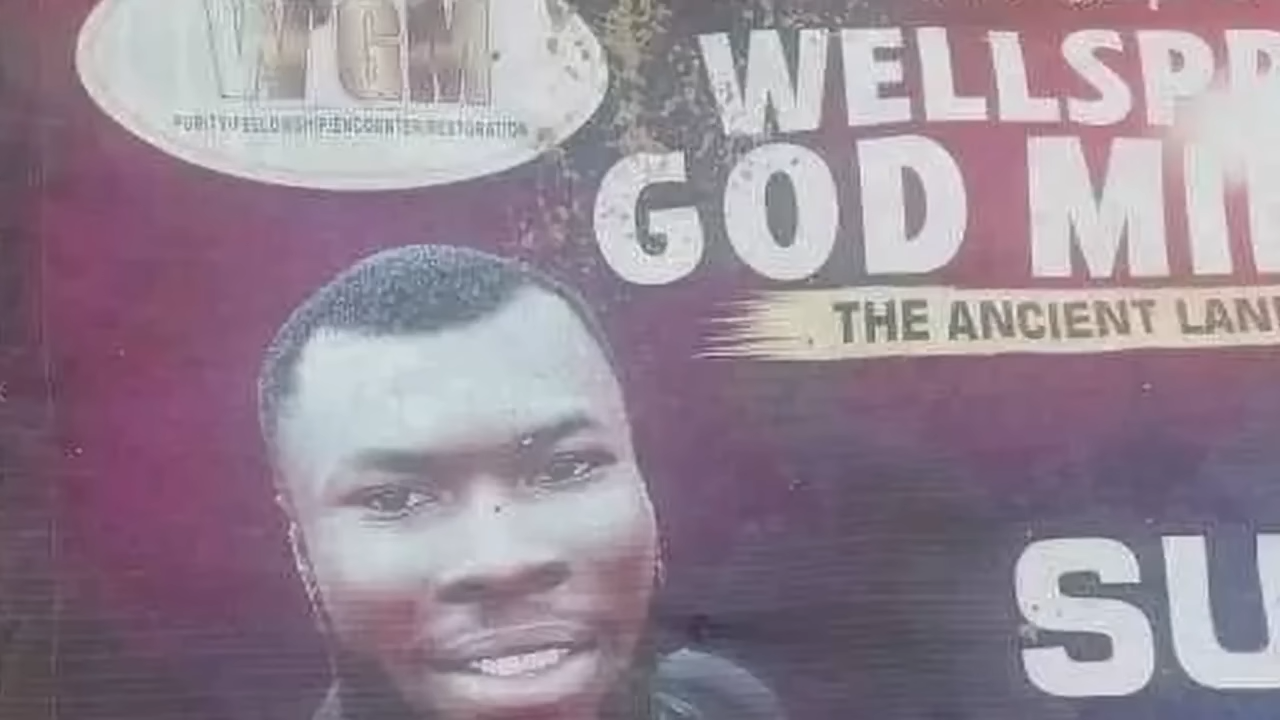 WGM
PURITY|FELLOWSHIP|ENCOUNTER|RESTORATION
WELLSPR
GOD MI
THE ANCIENT LAN
SU